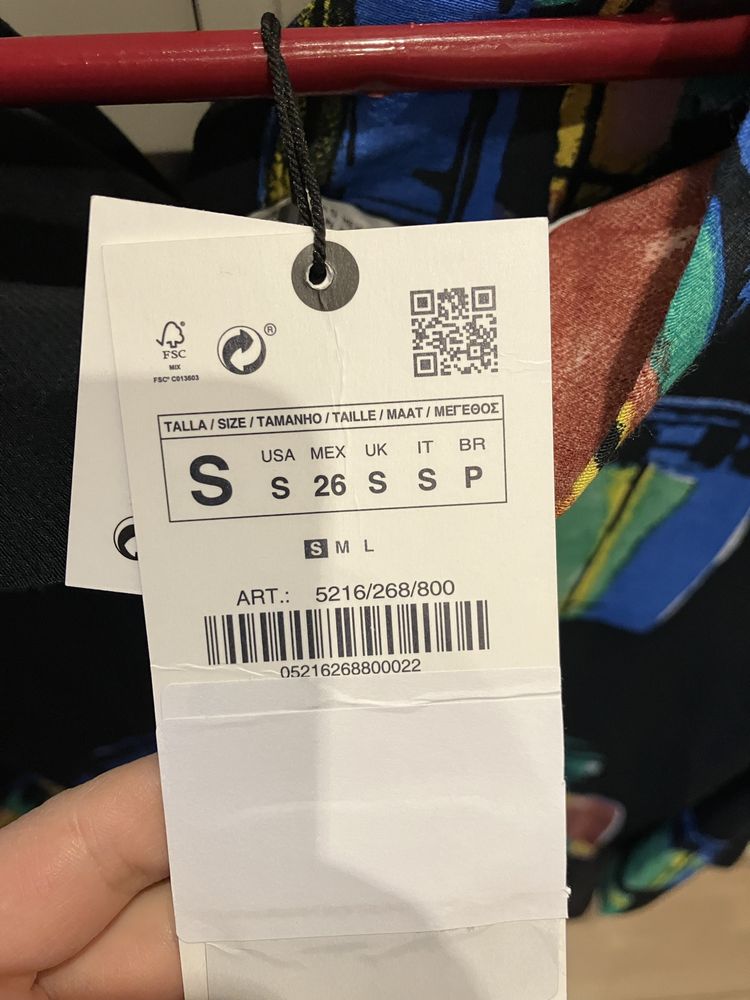 FSC
MIX
FSC® C013603
®
TALLA / SIZE / TAMANHO / TAILLE / MAAT / ΜΕΓΕΘΟΣ
S
USA MEX UK IT BR
S 26 S S P
S M L
ART.: 5216/268/800
05216268800022